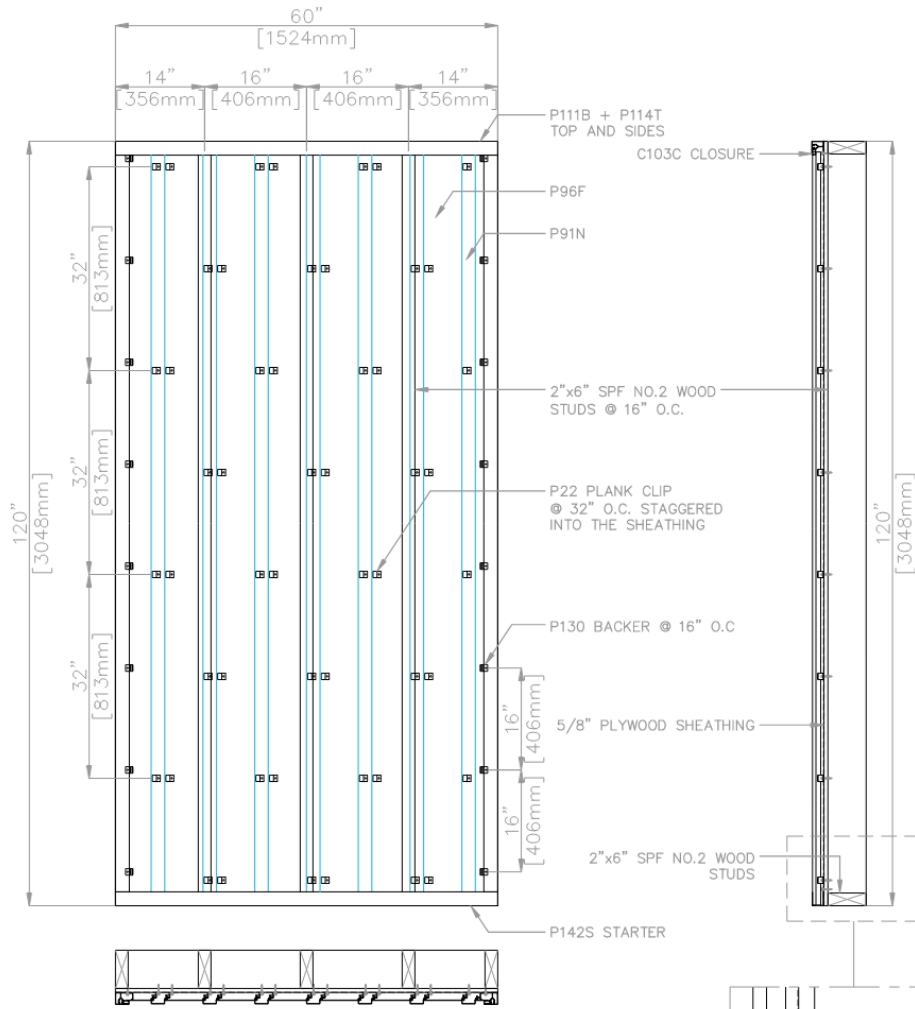 60”
[1524mm]
14”
[356mm]
16”
[406mm]
16”
[406mm]
14”
[356mm]
P111B + P114T
TOP AND SIDES
C103C CLOSURE
P96F
P91N
32”
[813mm]
2”x6” SPF NO.2 WOOD
STUDS @ 16” O.C.
32”
[813mm]
120”
[3048mm]
P22 PLANK CLIP
@ 32” O.C. STAGGERED
INTO THE SHEATHING
120”
[3048mm]
P130 BACKER @ 16” O.C
32”
[813mm]
16”
[406mm]
5/8” PLYWOOD SHEATHING
16”
[406mm]
2”x6” SPF NO.2 WOOD
STUDS
P142S STARTER